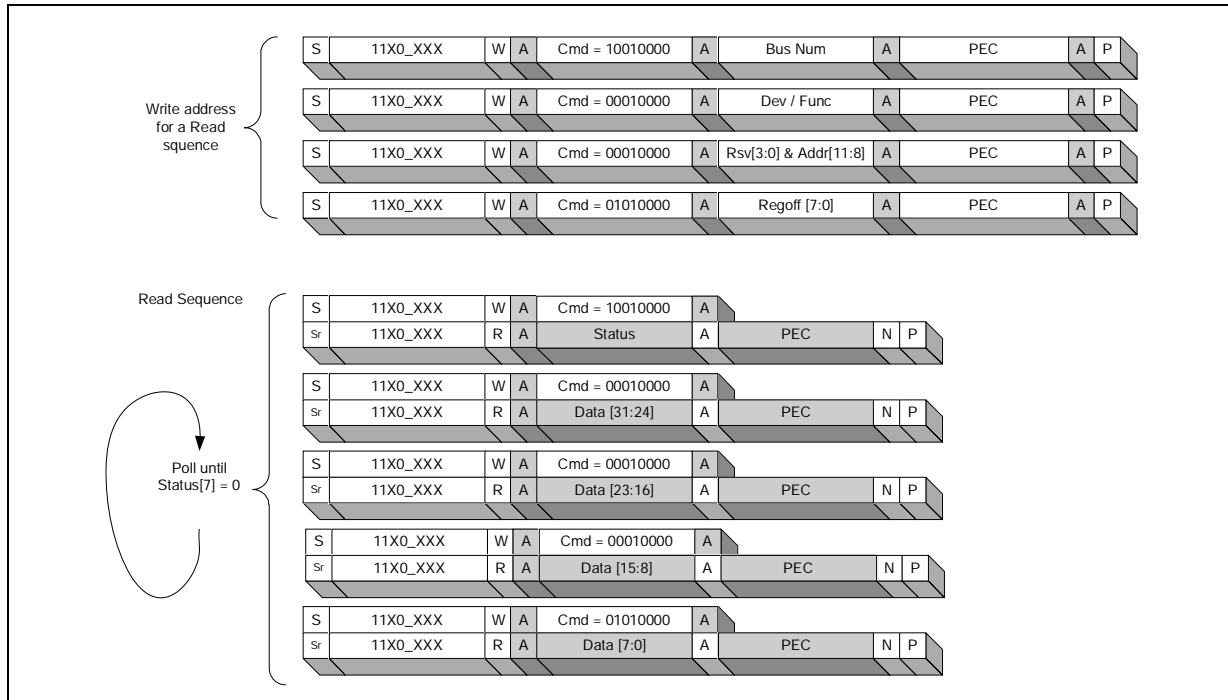 S 11X0_XXX W A Cmd = 10010000 A Bus Num A PEC A P
S 11X0_XXX W A Cmd = 00010000 A Dev / Func A PEC A P
Write address
for a Read
squence
S 11X0_XXX W A Cmd = 00010000 A Rsv[3:0] & Addr[11:8] A PEC A P
S 11X0_XXX W A Cmd = 01010000 A Regoff [7:0] A PEC A P
Read Sequence
S 11X0_XXX W A Cmd = 10010000 A
Sr 11X0_XXX R A Status A PEC N P
S 11X0_XXX W A Cmd = 00010000 A
Sr 11X0_XXX R A Data [31:24] A PEC N P
Poll until
Status[7] = 0
S 11X0_XXX W A Cmd = 00010000 A
Sr 11X0_XXX R A Data [23:16] A PEC N P
S 11X0_XXX W A Cmd = 00010000 A
Sr 11X0_XXX R A Data [15:8] A PEC N P
S 11X0_XXX W A Cmd = 01010000 A
Sr 11X0_XXX R A Data [7:0] A PEC N P